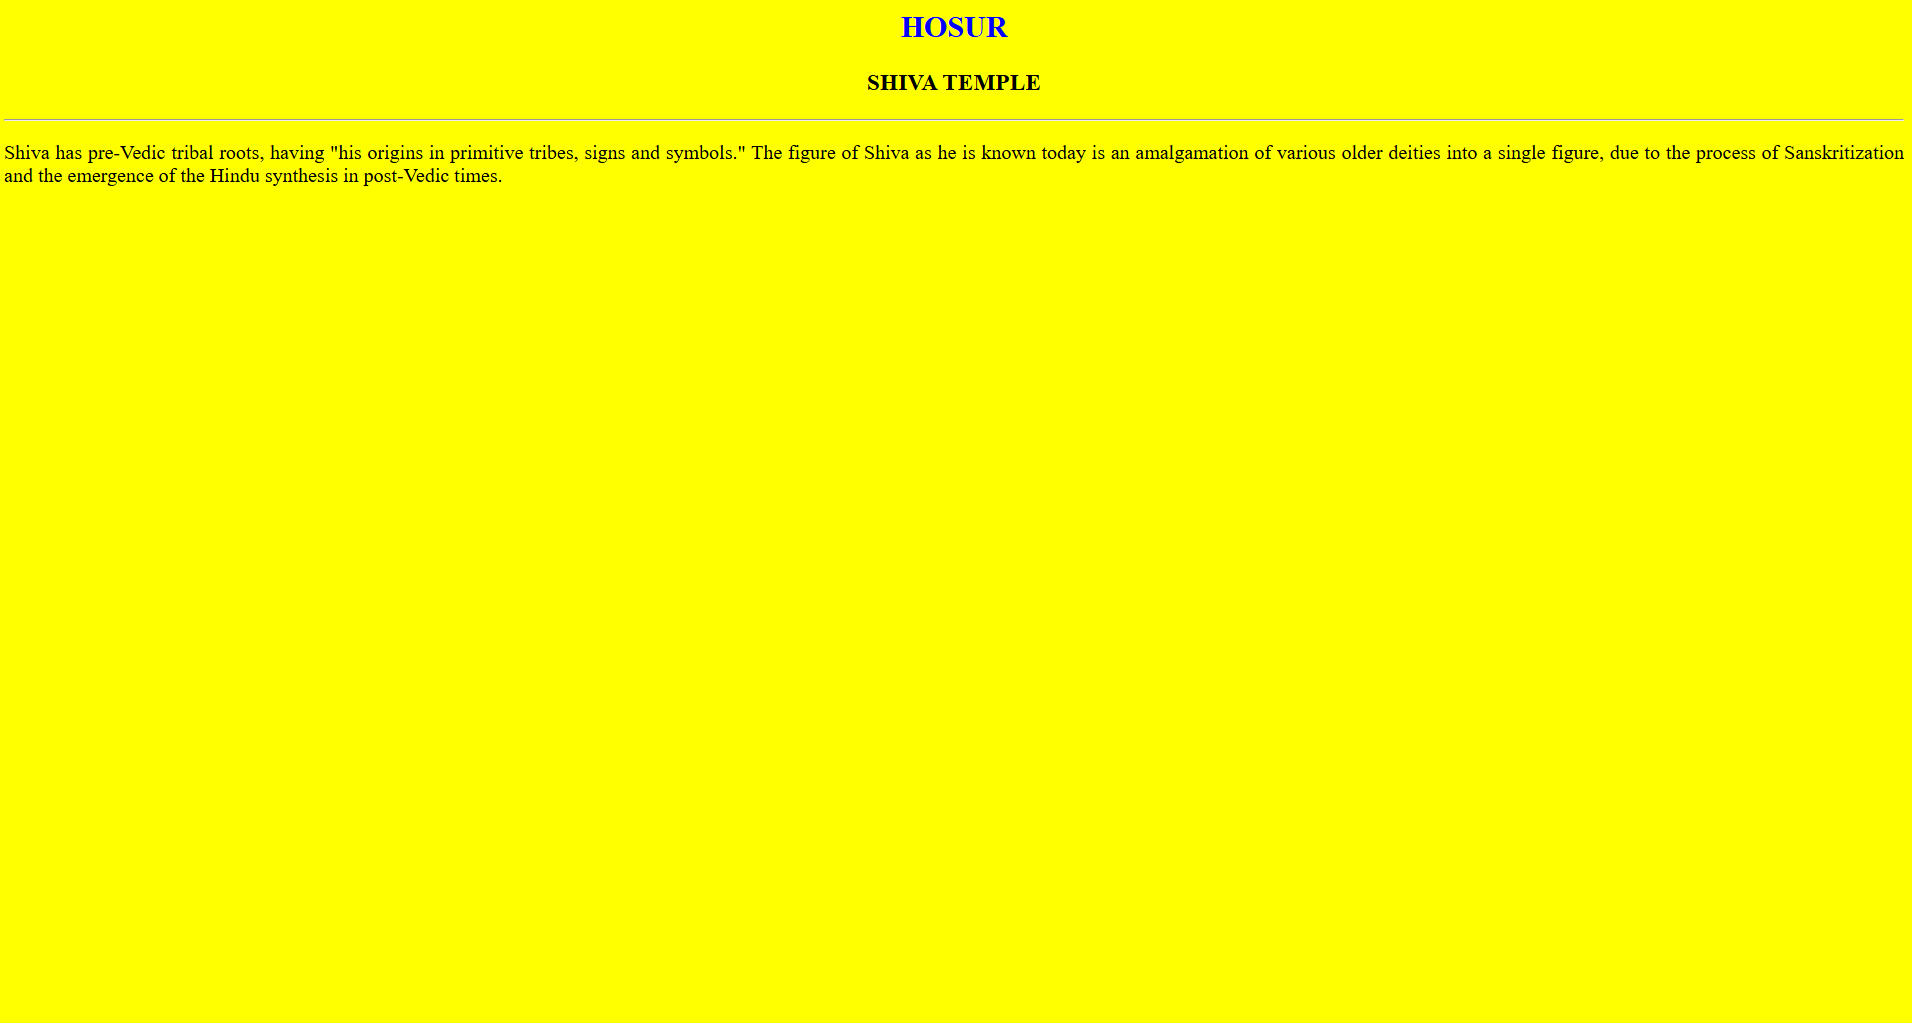 HOSUR
SHIVA TEMPLE
Shiva has pre-Vedic tribal roots, having "his origins in primitive tribes, signs and symbols." The figure of Shiva as he is known today is an amalgamation of various older deities into a single figure, due to the process of Sanskritization
and the emergence of the Hindu synthesis in post-Vedic times.